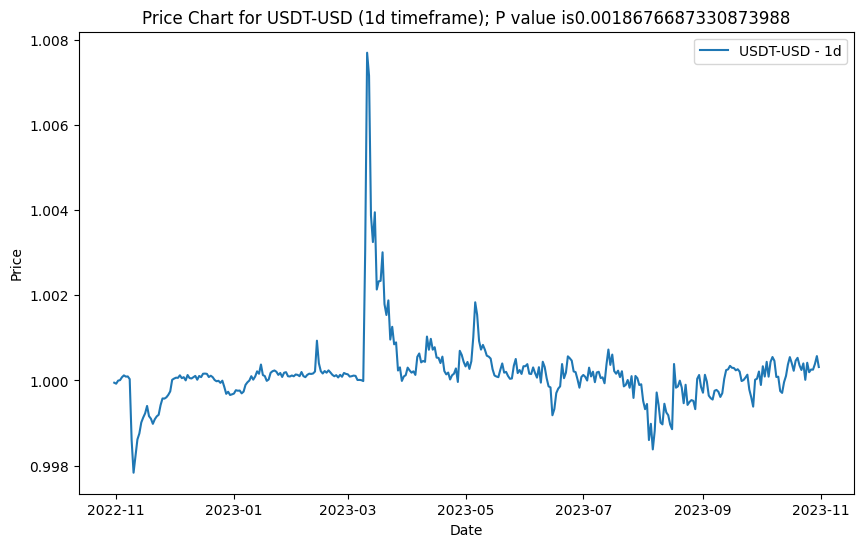 Price Chart for USDT-USD (1d timeframe); P value is0.0018676687330873988
USDT-USD - 1d
1.008
1.006
1.004
1.002
1.000
0.998
Price
2022-11 2023-01 2023-03 2023-05 2023-07 2023-09 2023-11
Date